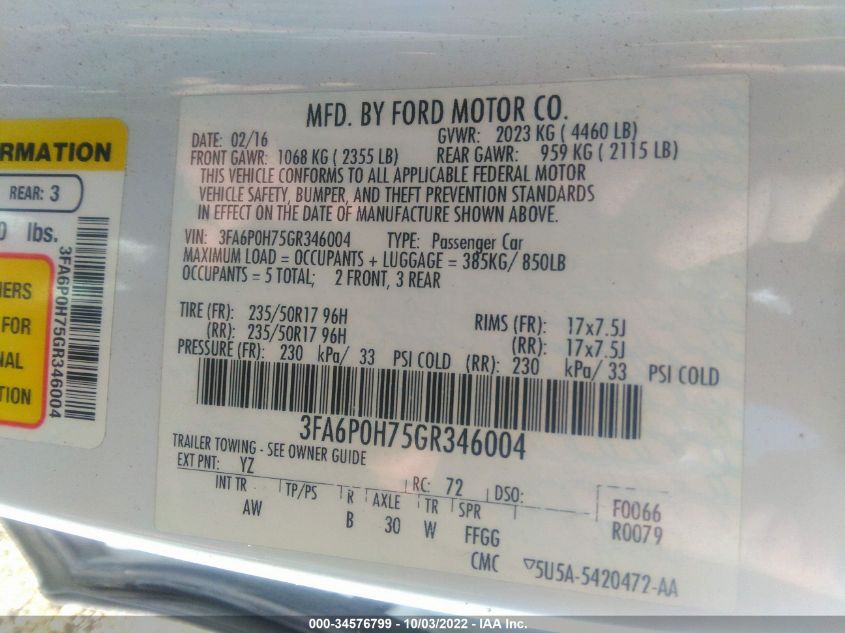 MFD. BY FORD MOTOR CO.
DATE: 02/16 GVWR: 2023 KG ( 4460 LB)
FRONT GAWR: 1068 KG ( 2355 LB) REAR GAWR: 959 KG ( 2115 LB)
THIS VEHICLE CONFORMS TO ALL APPLICABLE FEDERAL MOTOR
VEHICLE SAFETY, BUMPER, AND THEFT PREVENTION STANDARDS
IN EFFECT ON THE DATE OF MANUFACTURE SHOWN ABOVE.
VIN: 3FA6P0H75GR346004 TYPE: Passenger Car
MAXIMUM LOAD = OCCUPANTS + LUGGAGE = 385KG/ 850LB
OCCUPANTS = 5 TOTAL; 2 FRONT, 3 REAR
TIRE (FR): 235/50R17 96H RIMS (FR): 17x7.5J
(RR): 235/50R17 96H (RR): 17x7.5J
PRESSURE (FR): 230 kPa/ 33 PSI COLD (RR): 230 kPa/ 33 PSI COLD
3FA6P0H75GR346004
TRAILER TOWING - SEE OWNER GUIDE
EXT PNT: YZ RC: 72 DSO: F0066
INT TR TP/PS R AXLE TR SPR R0079
AW B 30 W FFGG
CMC ▽5U5A-5420472-AA
RMATION
REAR: 3
0 lbs.
3FA6P0H75GR346004
IERS
FOR
NAL
TION
000-34576799 - 10/03/2022 - IAA Inc.